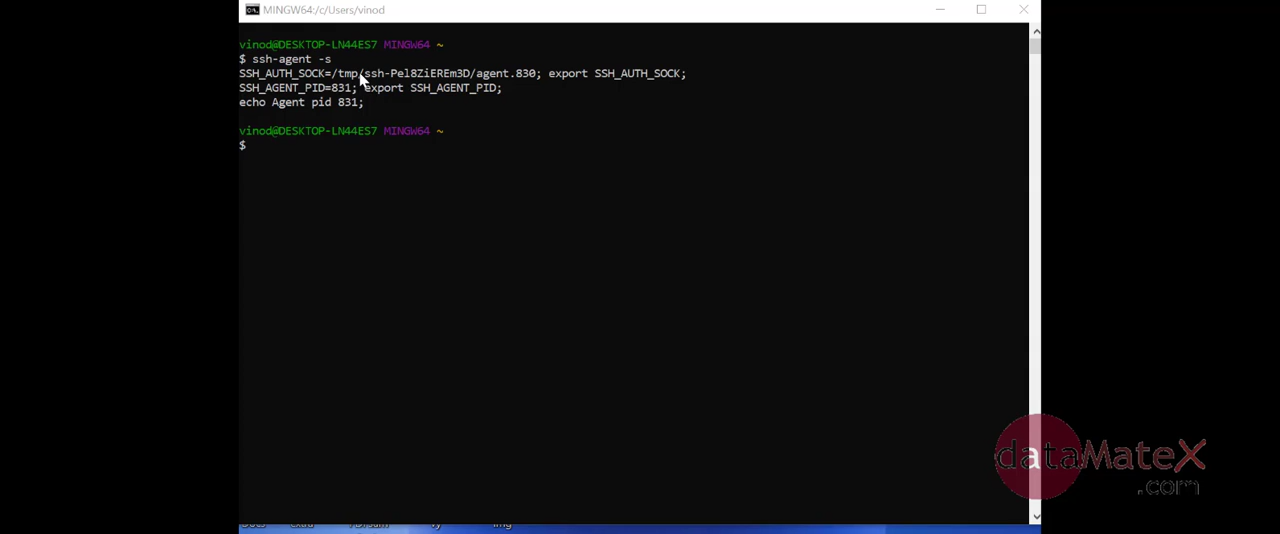 MINGW64:/c/Users/vinod
vinod@DESKTOP-LN44ES7 MINGW64 ~
$ ssh-agent -s
SSH_AUTH_SOCK=/tmp/ssh-Pel8ZiEREm3D/agent.830; export SSH_AUTH_SOCK;
SSH_AGENT_PID=831; export SSH_AGENT_PID;
echo Agent pid 831;
vinod@DESKTOP-LN44ES7 MINGW64 ~
$
dataMateX
.com